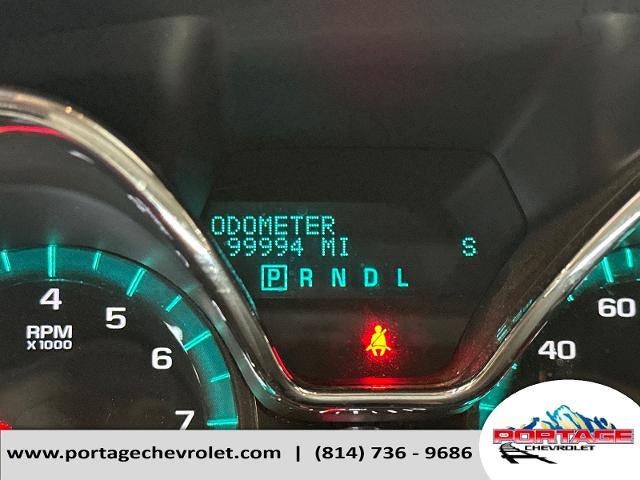 ODOMETER
99994 MI S
P R N D L
4 5 6 7
RPM
X1000
60
40
www.portagechevrolet.com | (814) 736 - 9686
PORTAGE
CHEVROLET